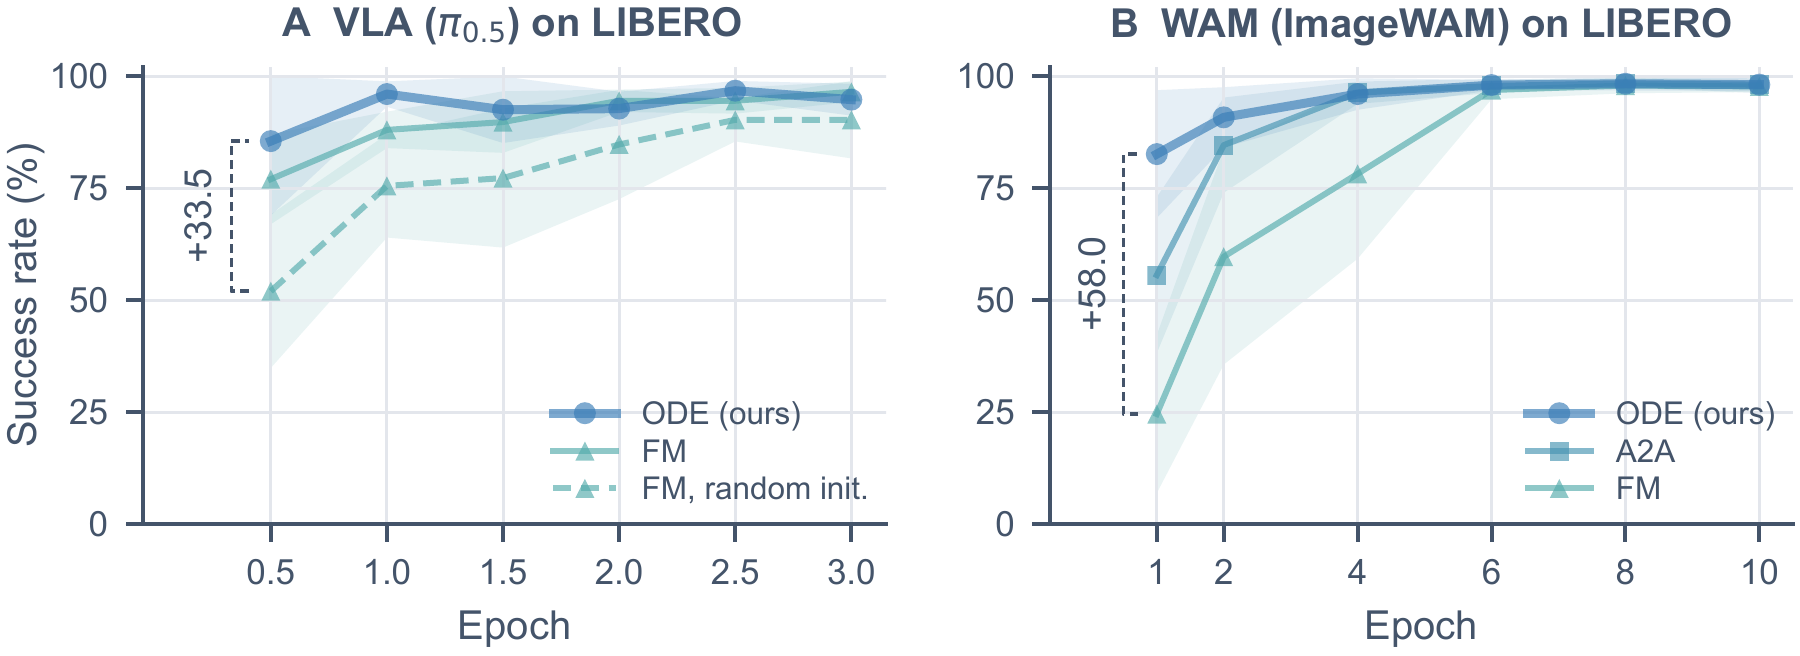 A VLA (π0.5) on LIBERO
Success rate (%)
100
75
50
25
0
+33.5
ODE (ours)
FM
FM, random init.
0.5 1.0 1.5 2.0 2.5 3.0
Epoch
B WAM (ImageWAM) on LIBERO
100
75
50
25
0
+58.0
ODE (ours)
A2A
FM
1 2 4 6 8 10
Epoch